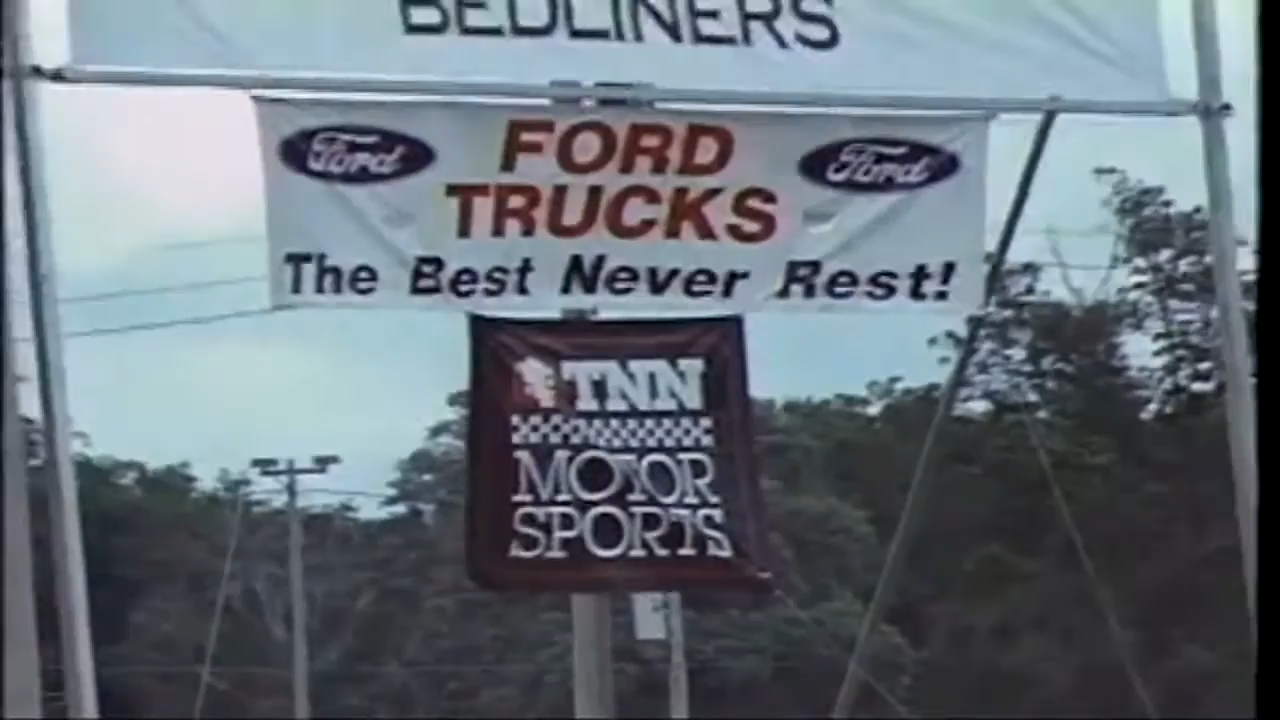 BEDLINERS
Ford FORD Ford
TRUCKS
The Best Never Rest!
TNN
MOTOR
SPORTS